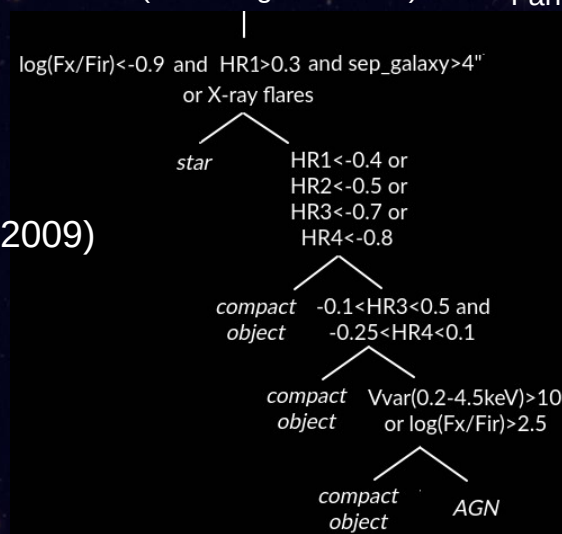 log(Fx/Fir)<-0.9 and HR1>0.3 and sep_galaxy>4"
or X-ray flares
star
HR1<-0.4 or
HR2<-0.5 or
HR3<-0.7 or
HR4<-0.8
2009)
compact
object
-0.1<HR3<0.5 and
-0.25<HR4<0.1
compact
object
Vvar(0.2-4.5keV)>10
or log(Fx/Fir)>2.5
compact
object
AGN